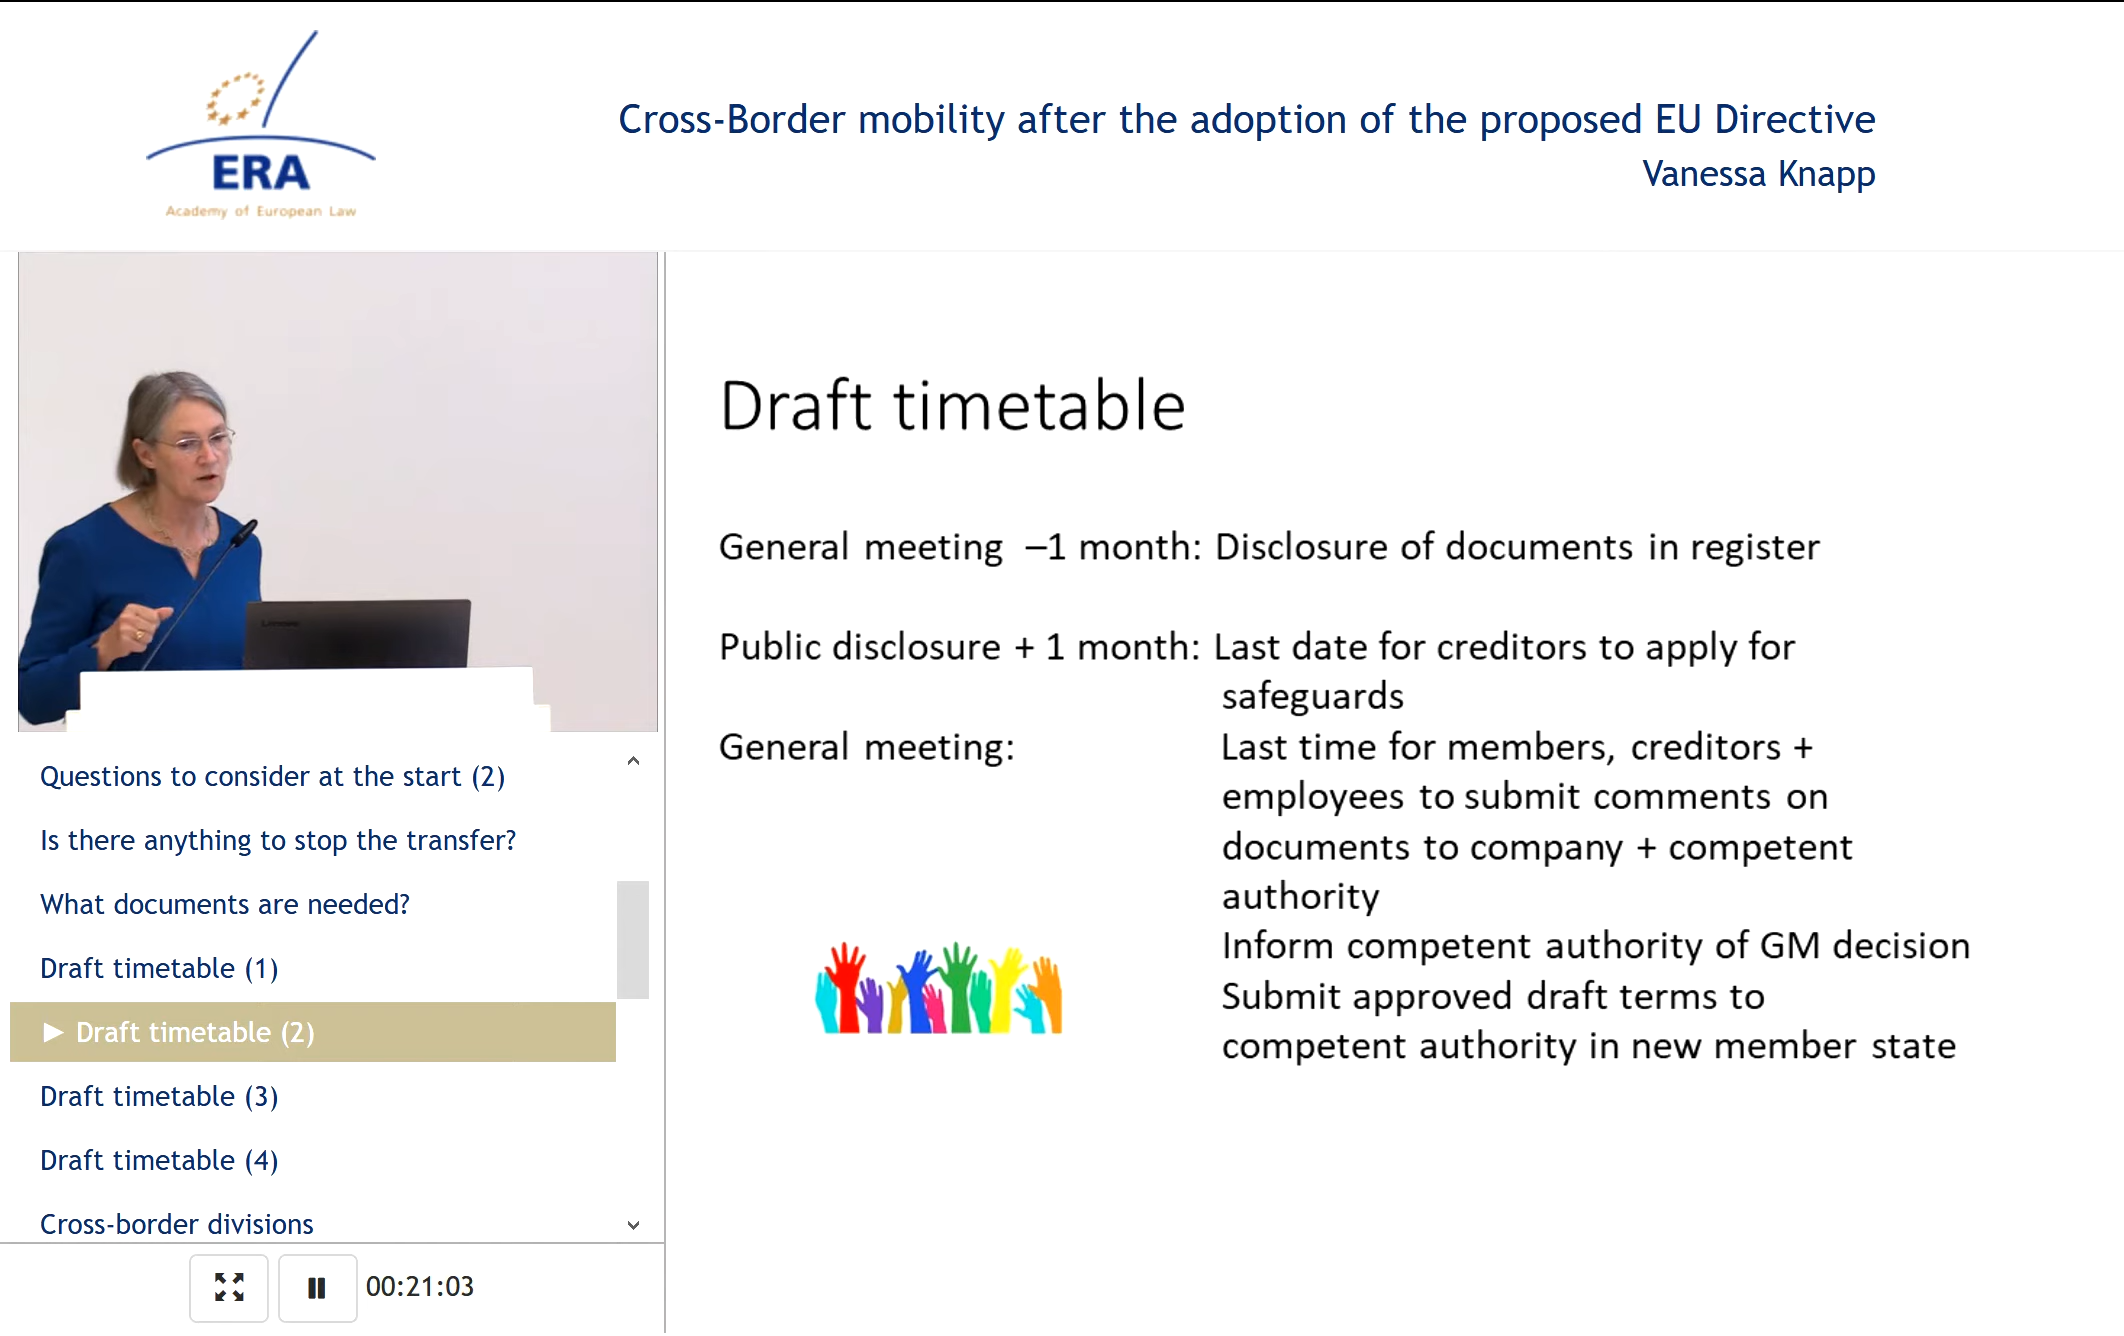 ERA
Academy of European Law
Cross-Border mobility after the adoption of the proposed EU Directive
Vanessa Knapp
Lenovo
Questions to consider at the start (2)
Is there anything to stop the transfer?
What documents are needed?
Draft timetable (1)
► Draft timetable (2)
Draft timetable (3)
Draft timetable (4)
Cross-border divisions
00:21:03
Draft timetable
General meeting –1 month: Disclosure of documents in register
Public disclosure + 1 month: Last date for creditors to apply for
safeguards
General meeting: Last time for members, creditors +
employees to submit comments on
documents to company + competent
authority
Inform competent authority of GM decision
Submit approved draft terms to
competent authority in new member state